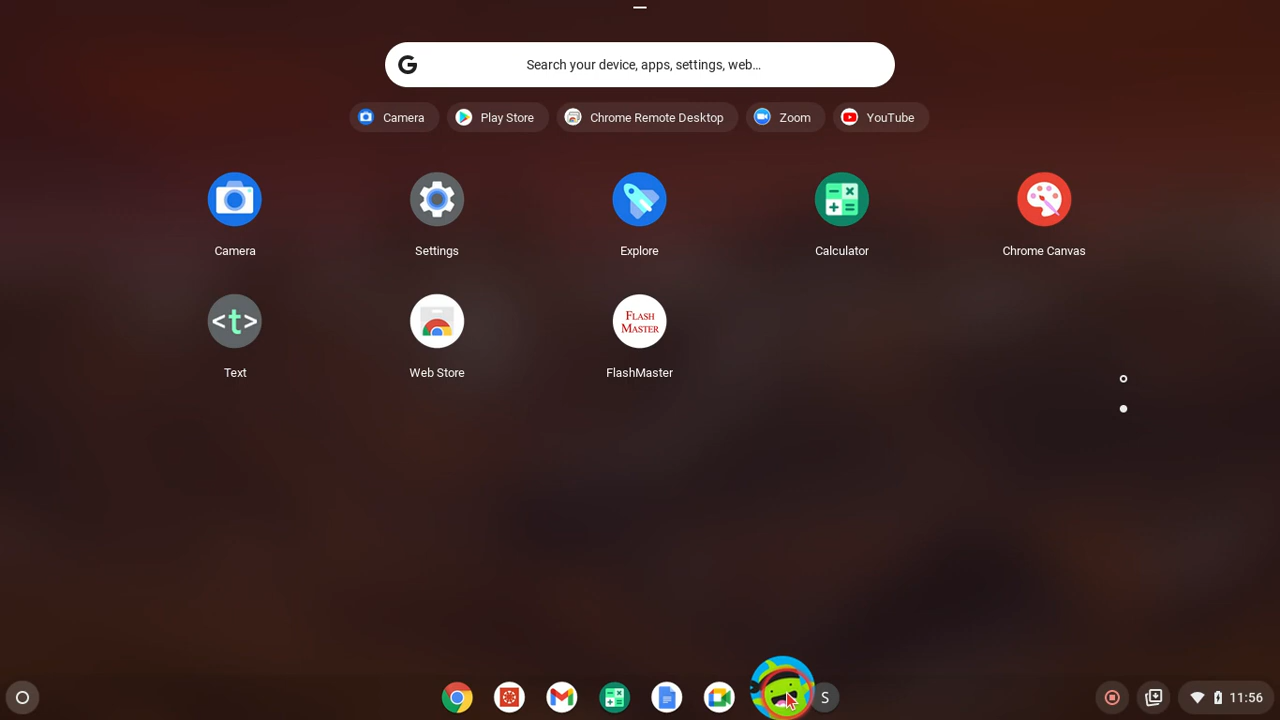 Search your device, apps, settings, web...
Camera Play Store Chrome Remote Desktop Zoom YouTube
Camera Settings Explore Calculator Chrome Canvas
<t> FLASH MASTER
Text Web Store FlashMaster
S 11:56